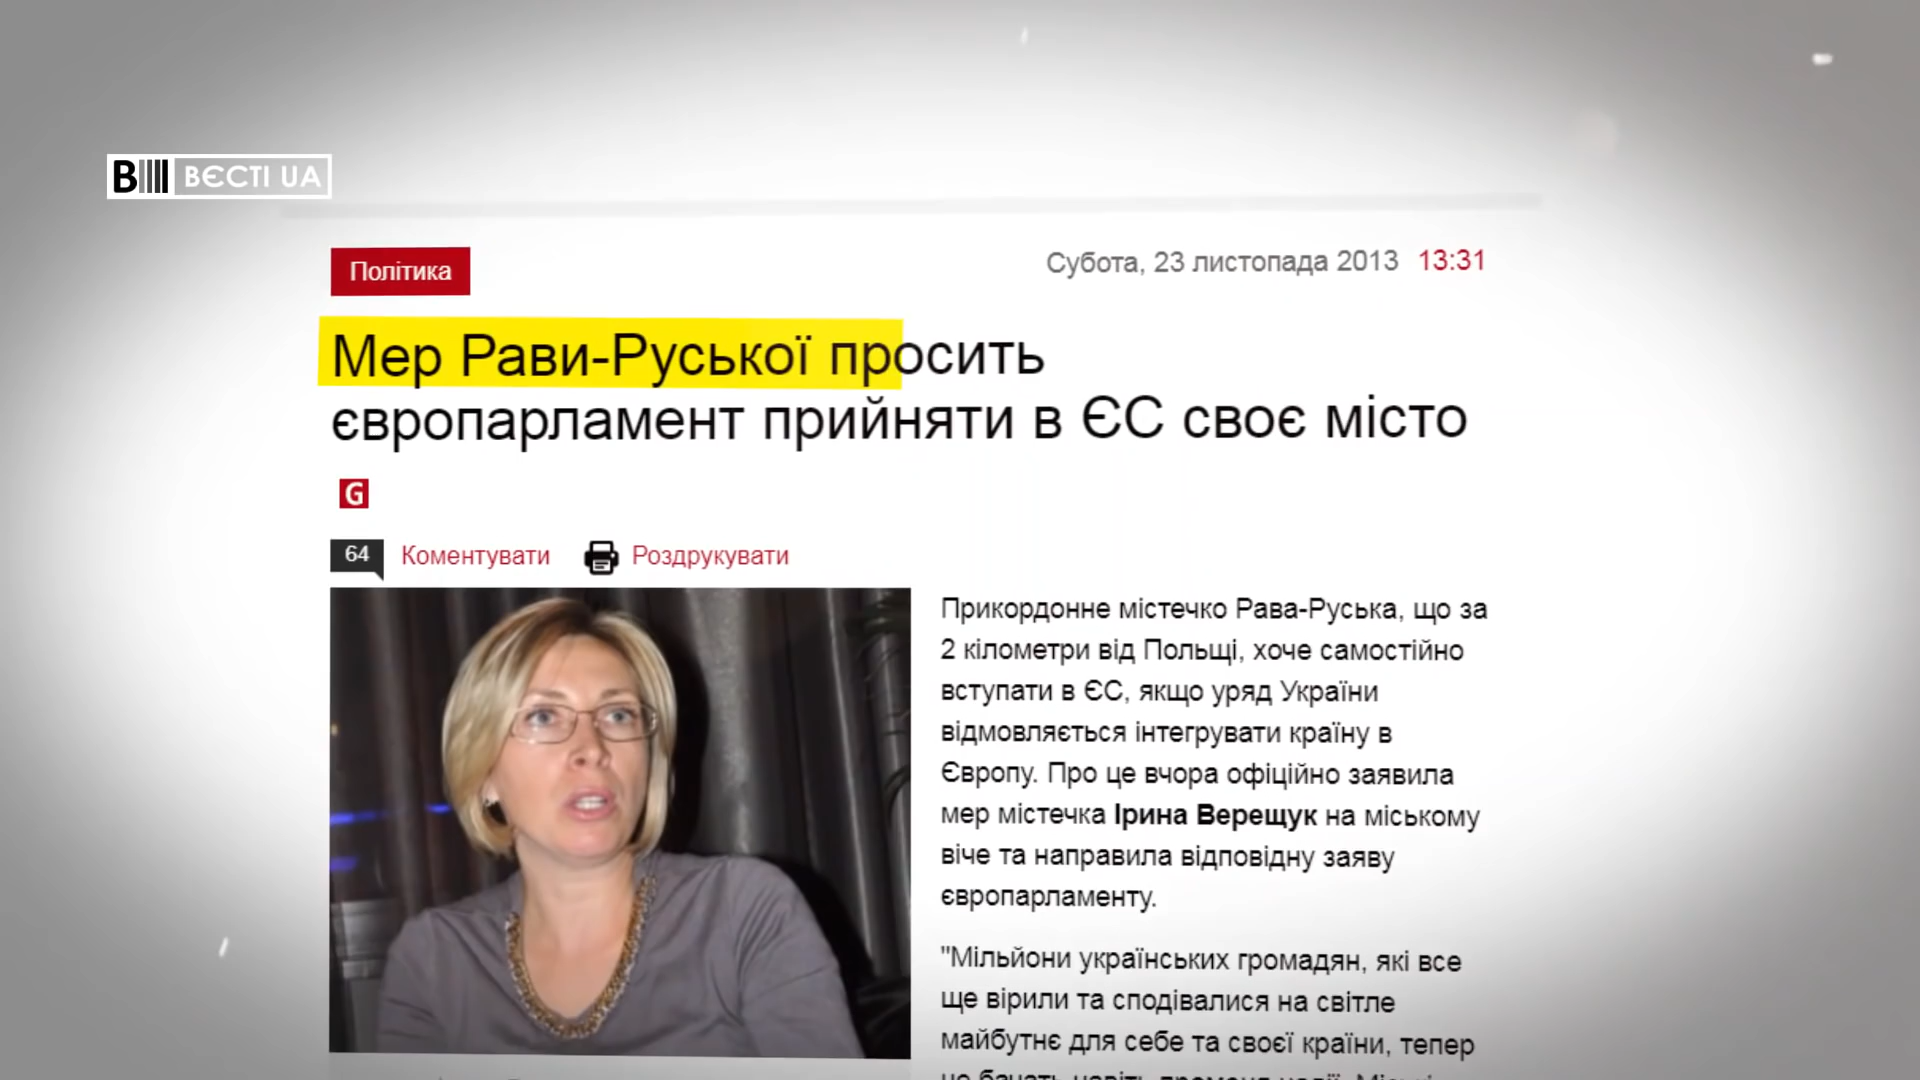 В ВЄСТІ UA
Політика
Субота, 23 листопада 2013 13:31
Мер Рави-Руської просить
європарламент прийняти в ЄС своє місто
G
64 Коментувати Роздрукувати
Прикордонне містечко Рава-Руська, що за
2 кілометри від Польщі, хоче самостійно
вступати в ЄС, якщо уряд України
відмовляється інтегрувати країну в
Європу. Про це вчора офіційно заявила
мер містечка Ірина Верещук на міському
віче та направила відповідну заяву
європарламенту.
"Мільйони українських громадян, які все
ще вірили та сподівалися на світле
майбутнє для себе та своєї країни, тепер